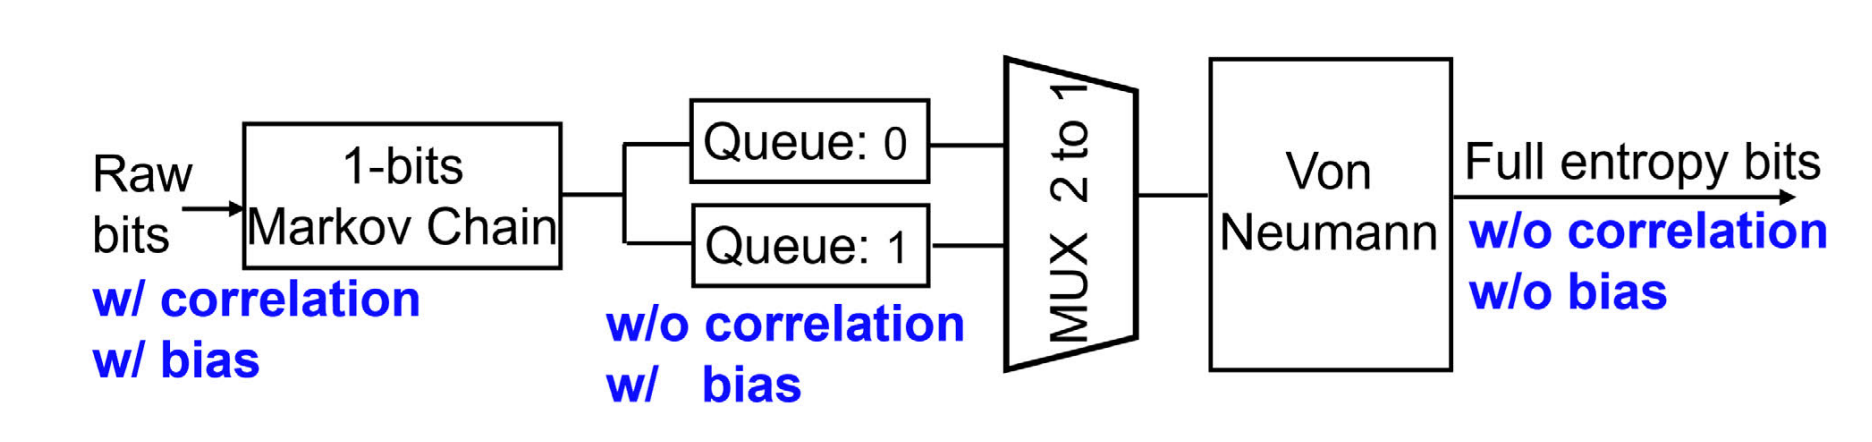 Raw
bits
w/ correlation
w/ bias
1-bits
Markov Chain
Queue: 0
Queue: 1
w/o correlation
w/ bias
MUX 2 to 1
Von
Neumann
Full entropy bits
w/o correlation
w/o bias